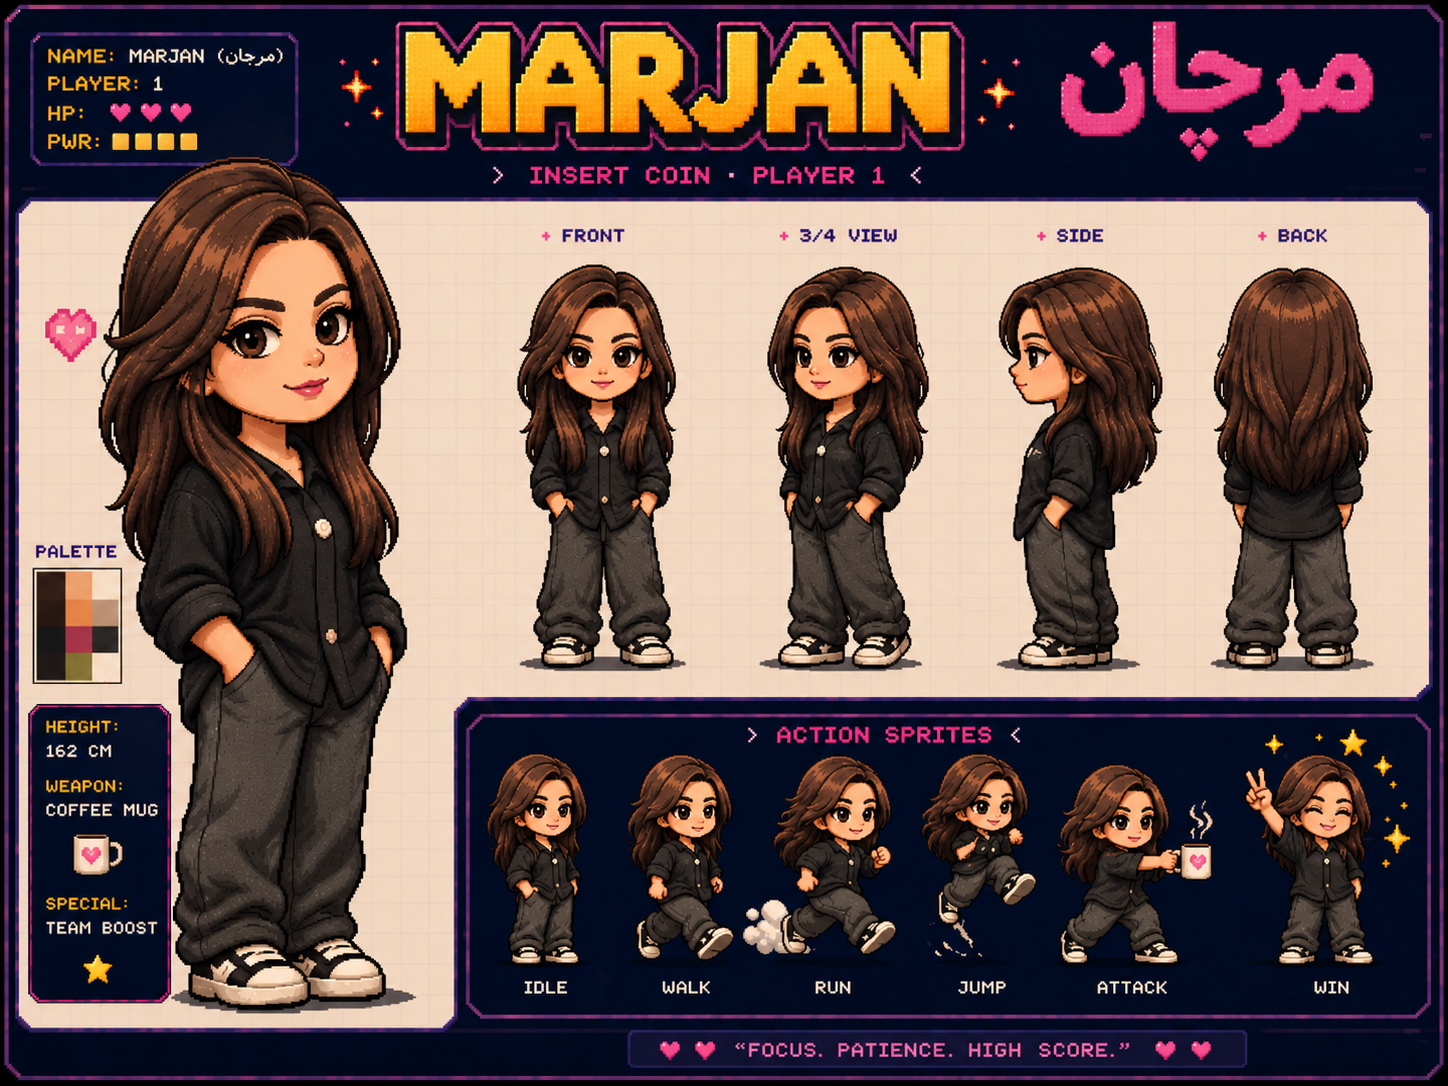 NAME: MARJAN (مرجان)
PLAYER: 1
HP:
PWR:
MARJAN
مرجان
> INSERT COIN · PLAYER 1 <
+ FRONT
+ 3/4 VIEW
+ SIDE
+ BACK
PALETTE
HEIGHT:
162 CM
WEAPON:
COFFEE MUG
SPECIAL:
TEAM BOOST
> ACTION SPRITES <
IDLE
WALK
RUN
JUMP
ATTACK
WIN
“FOCUS. PATIENCE. HIGH SCORE.”